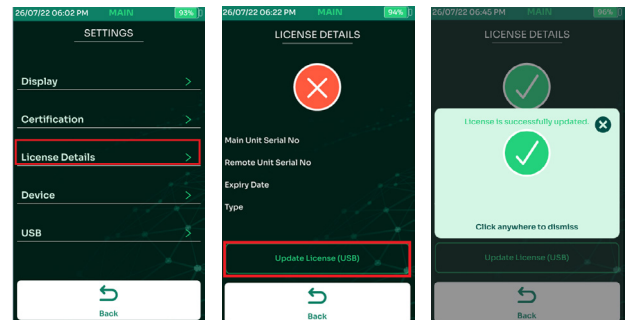 26/07/22 06:02 PM MAIN 93%
SETTINGS
Display >
Certification >
License Details >
Device >
USB >
Back
26/07/22 06:22 PM MAIN 94%
LICENSE DETAILS
Main Unit Serial No
Remote Unit Serial No
Expiry Date
Type
Update License (USB)
Back
26/07/22 06:45 PM MAIN 96%
LICENSE DETAILS
License is successfully updated.
Click anywhere to dismiss
Update License (USB)
Back